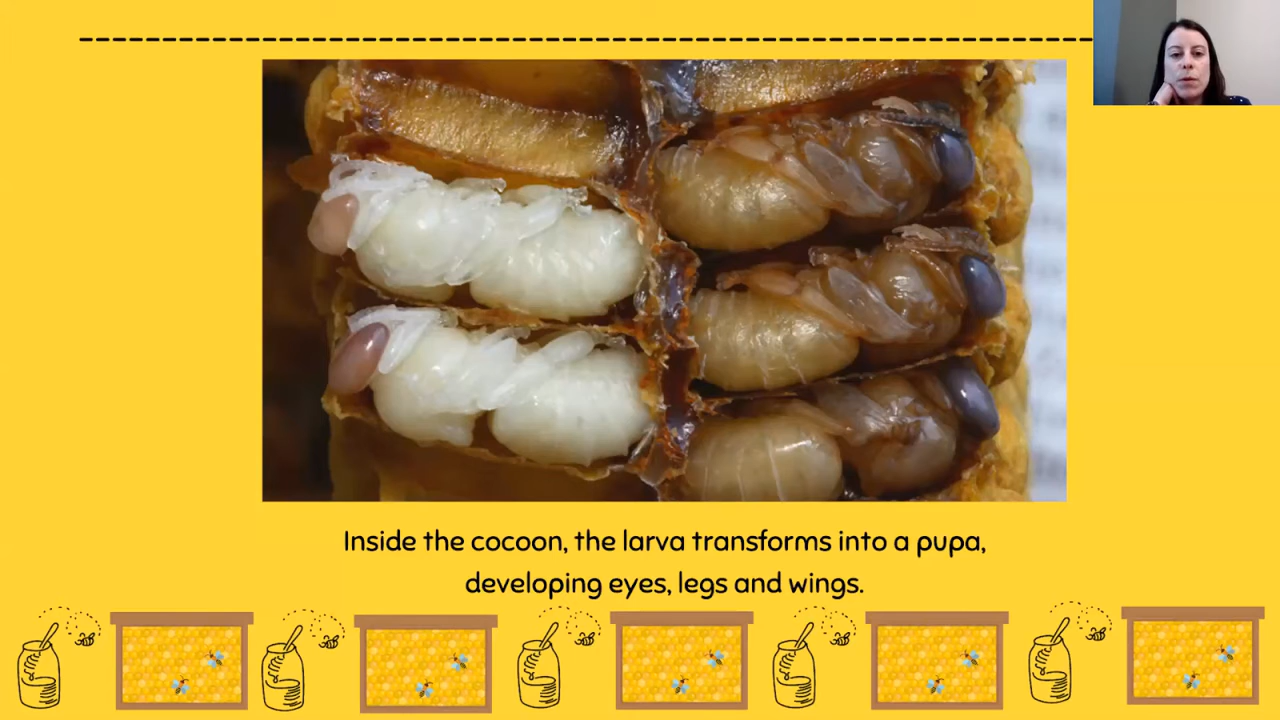 Inside the cocoon, the larva transforms into a pupa,
developing eyes, legs and wings.